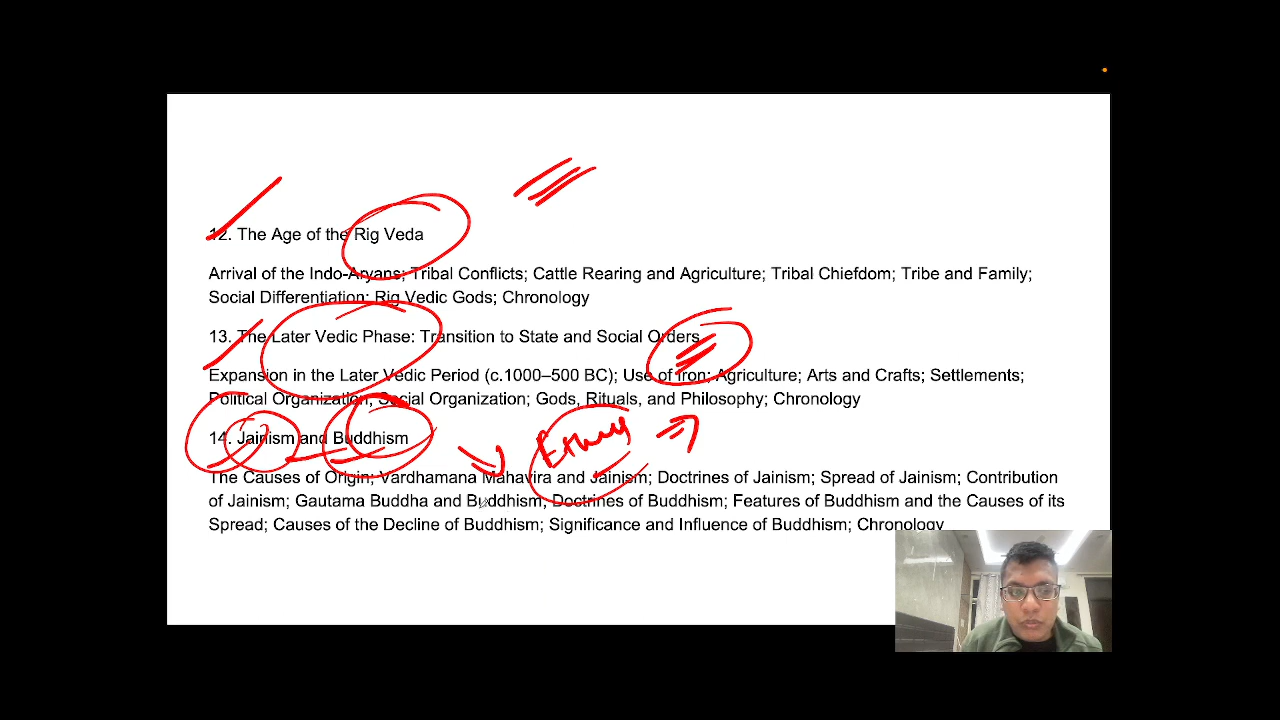 12. The Age of the Rig Veda
Arrival of the Indo-Aryans; Tribal Conflicts; Cattle Rearing and Agriculture; Tribal Chiefdom; Tribe and Family;
Social Differentiation; Rig Vedic Gods; Chronology
13. The Later Vedic Phase: Transition to State and Social Orders
Expansion in the Later Vedic Period (c.1000–500 BC); Use of Iron; Agriculture; Arts and Crafts; Settlements;
Political Organization; Social Organization; Gods, Rituals, and Philosophy; Chronology
14. Jainism and Buddhism
The Causes of Origin; Vardhamana Mahavira and Jainism; Doctrines of Jainism; Spread of Jainism; Contribution
of Jainism; Gautama Buddha and Buddhism; Doctrines of Buddhism; Features of Buddhism and the Causes of its
Spread; Causes of the Decline of Buddhism; Significance and Influence of Buddhism; Chronology